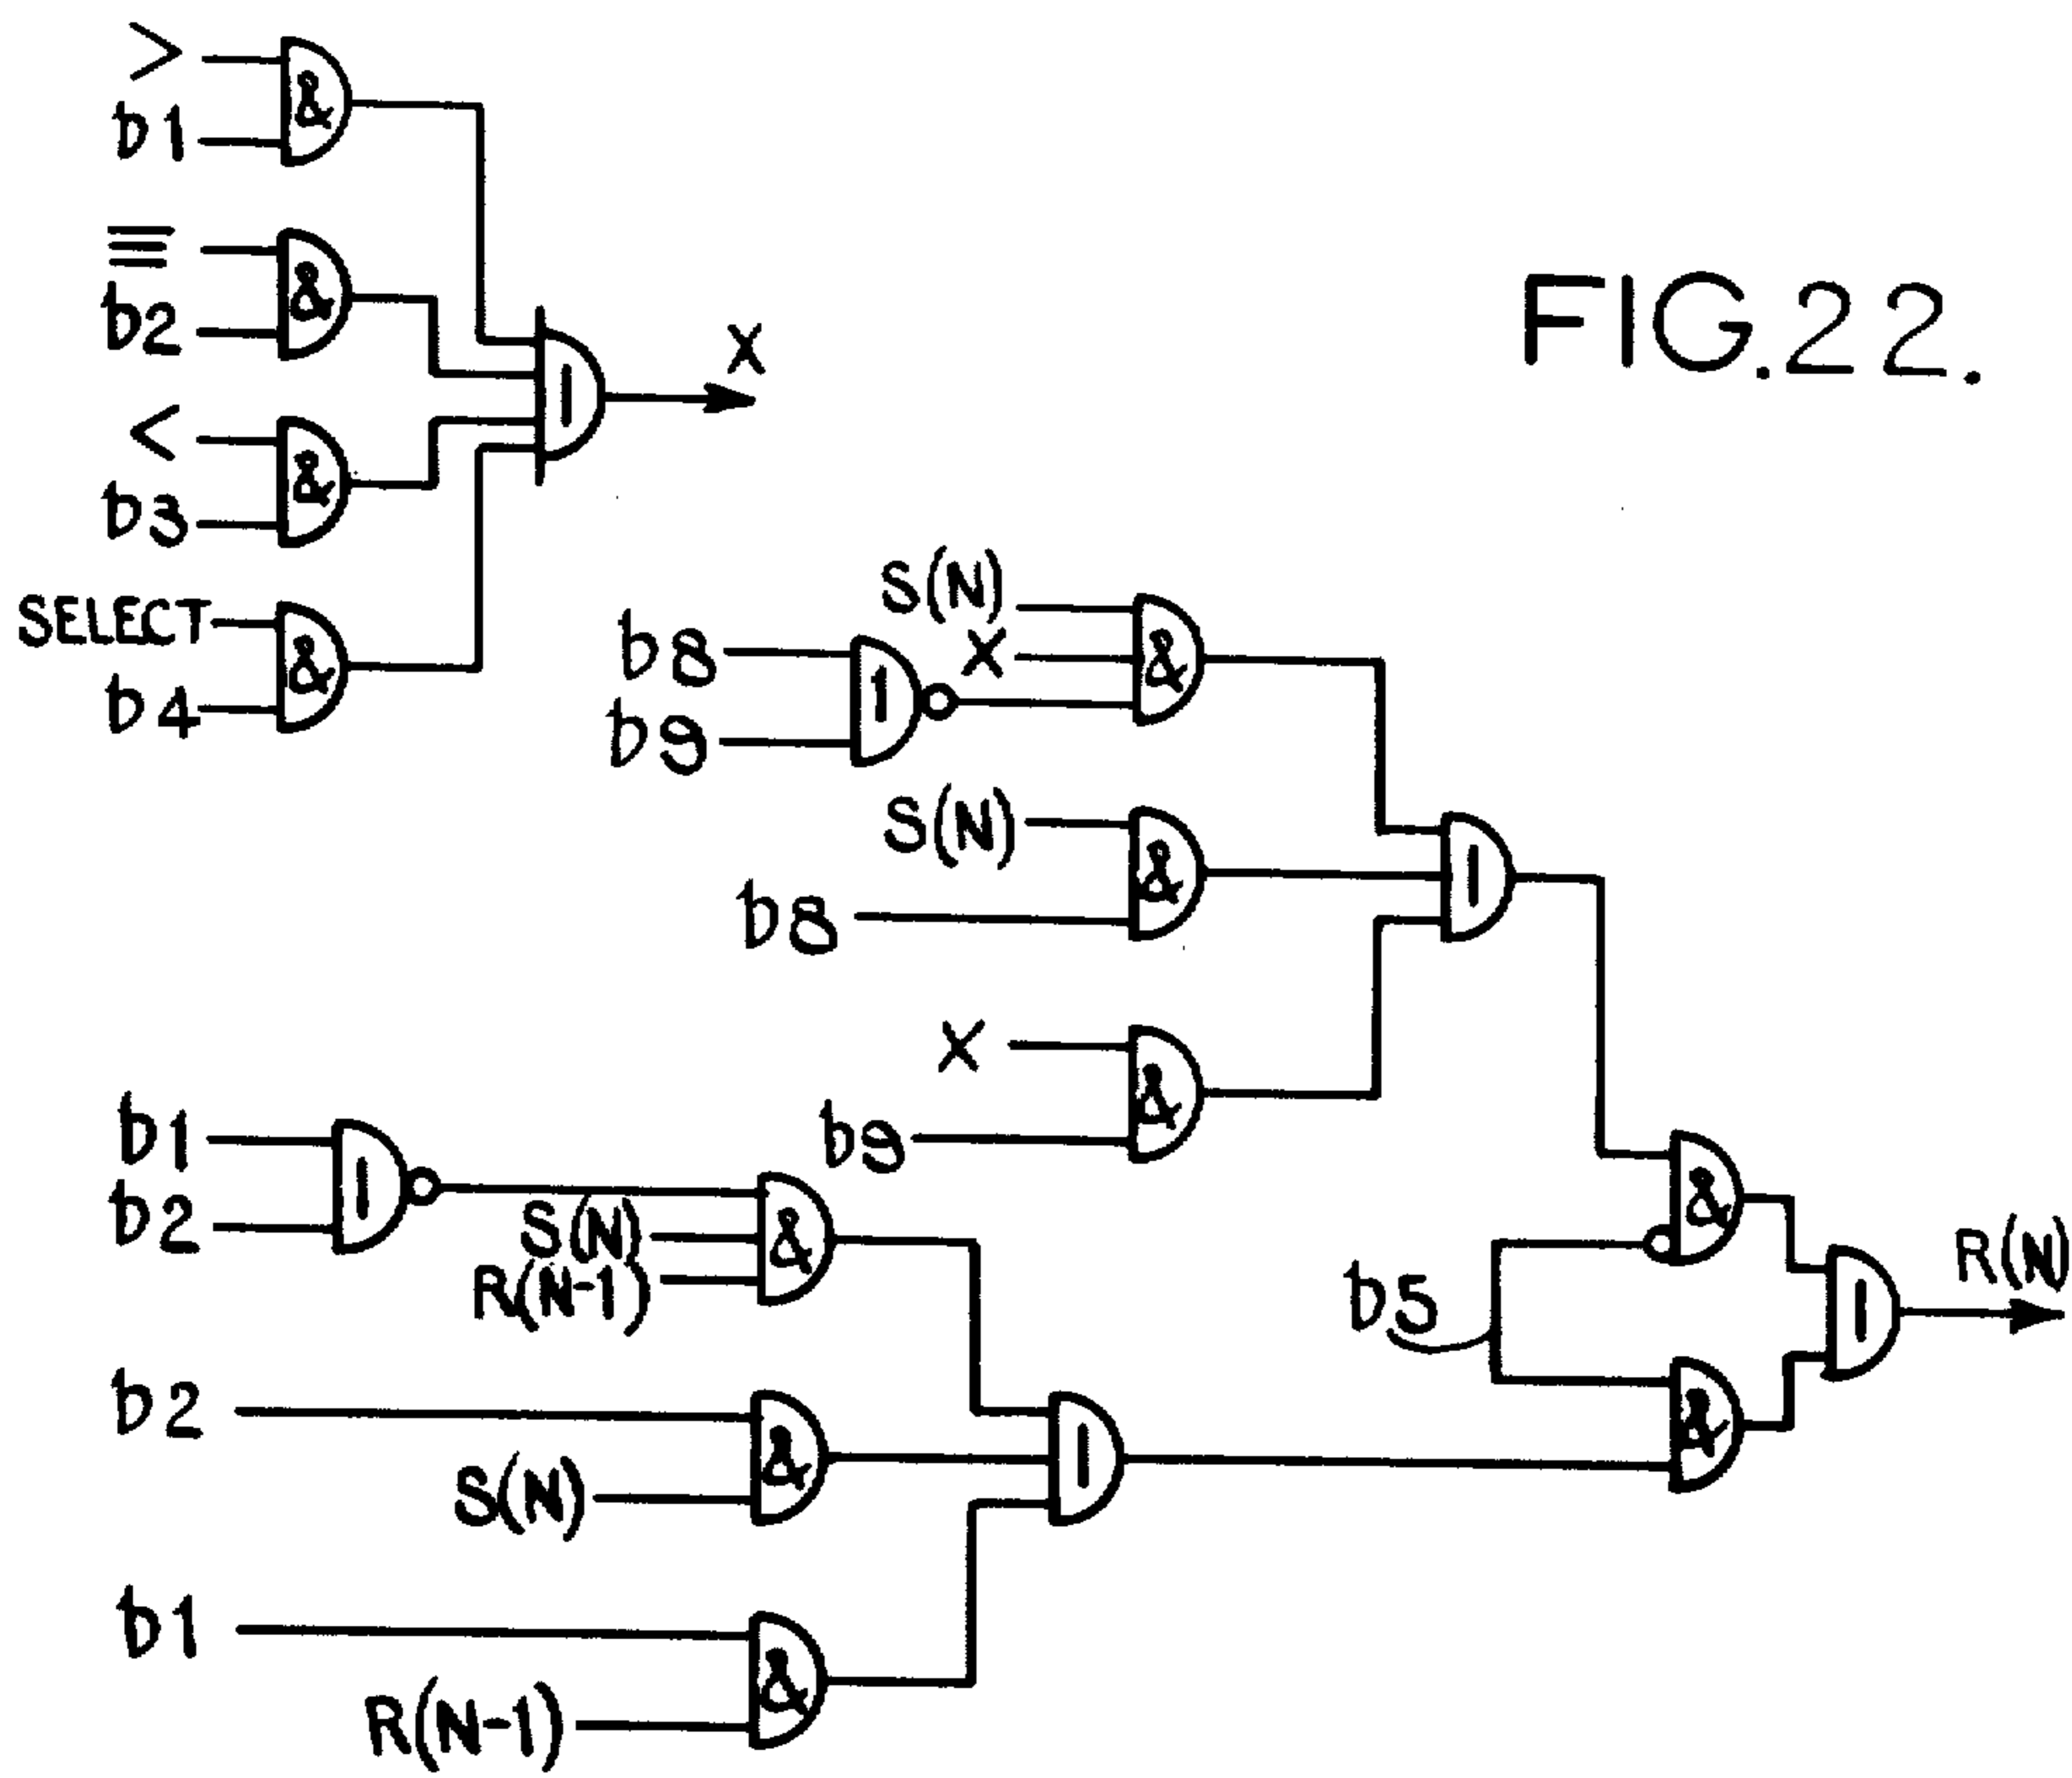 >
&
b1
≡
&
b2
FIG.22.
X
1
<
&
b3
S(N)
SELECT
&
b8
X
&
b4
1
b9
S(N)
&
1
b8
X
&
b1
b9
1
&
b2
S(N)
&
R(N)
R(N-1)
b5
1
b2
&
1
&
S(N)
b1
&
R(N-1)